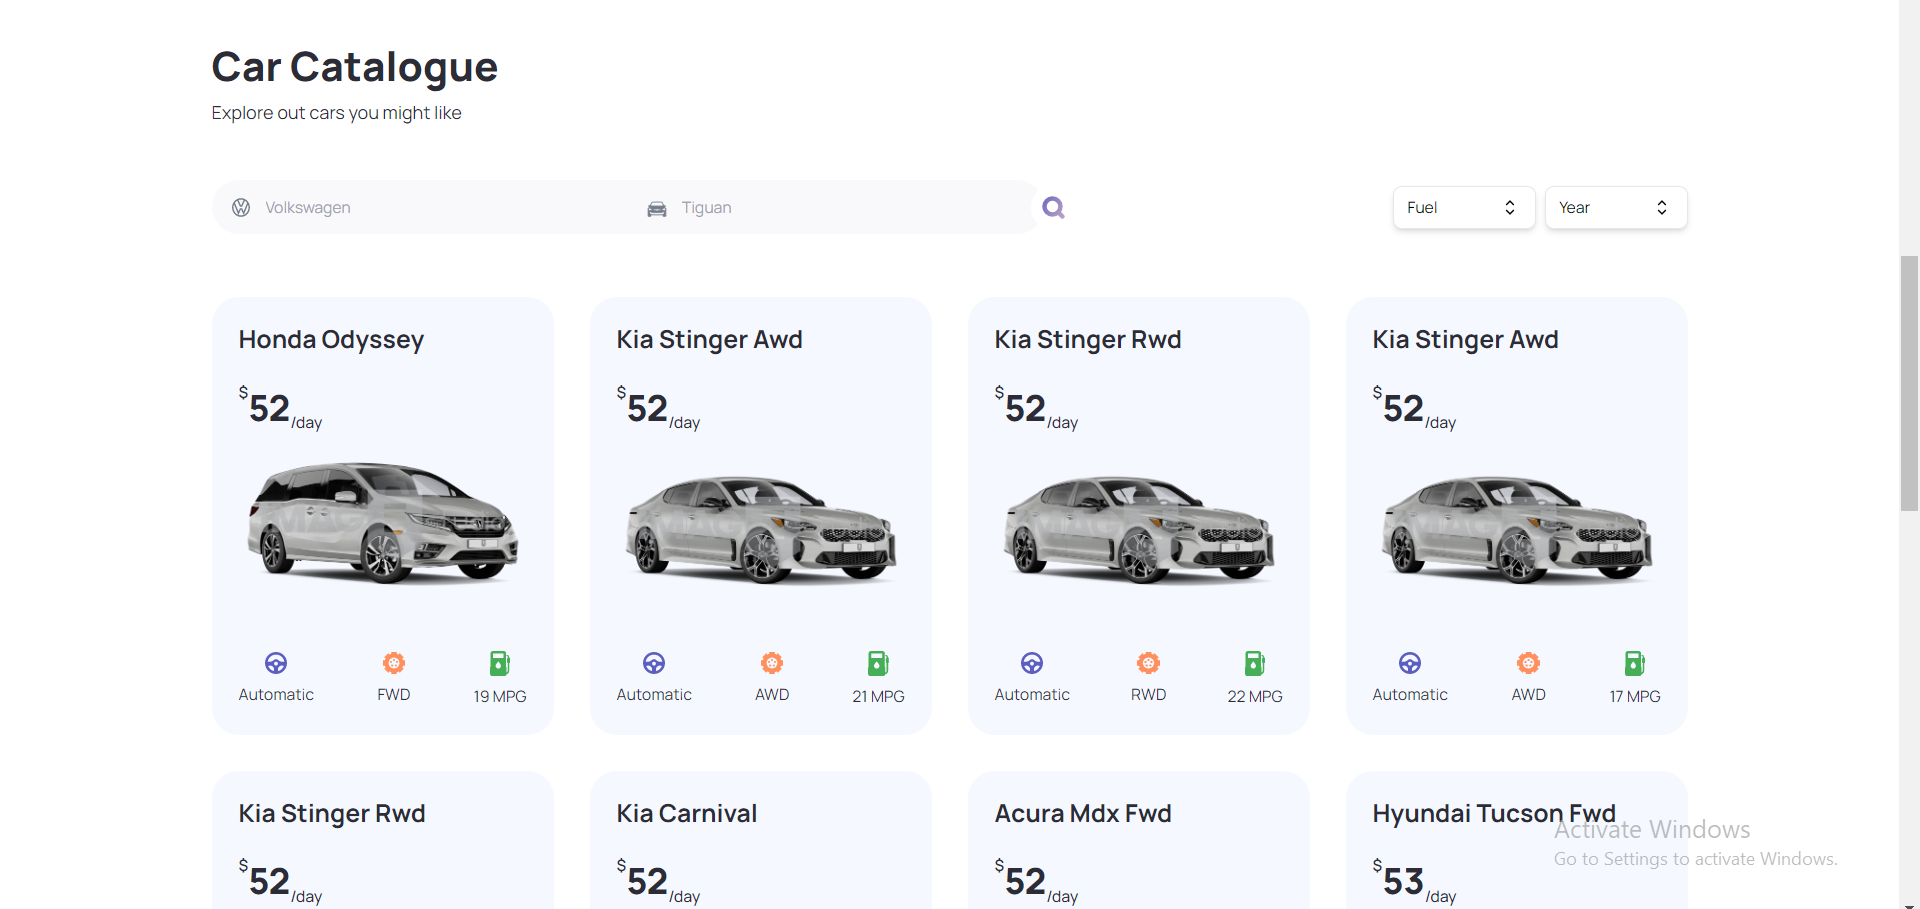 Car Catalogue
Explore out cars you might like
Volkswagen
Tiguan
Fuel
Year
Honda Odyssey
$52/day
Automatic
FWD
19 MPG
Kia Stinger Awd
$52/day
Automatic
AWD
21 MPG
Kia Stinger Rwd
$52/day
Automatic
RWD
22 MPG
Kia Stinger Awd
$52/day
Automatic
AWD
17 MPG
Kia Stinger Rwd
$52/day
Kia Carnival
$52/day
Acura Mdx Fwd
$52/day
Hyundai Tucson Fwd
$53/day
Activate Windows
Go to Settings to activate Windows.